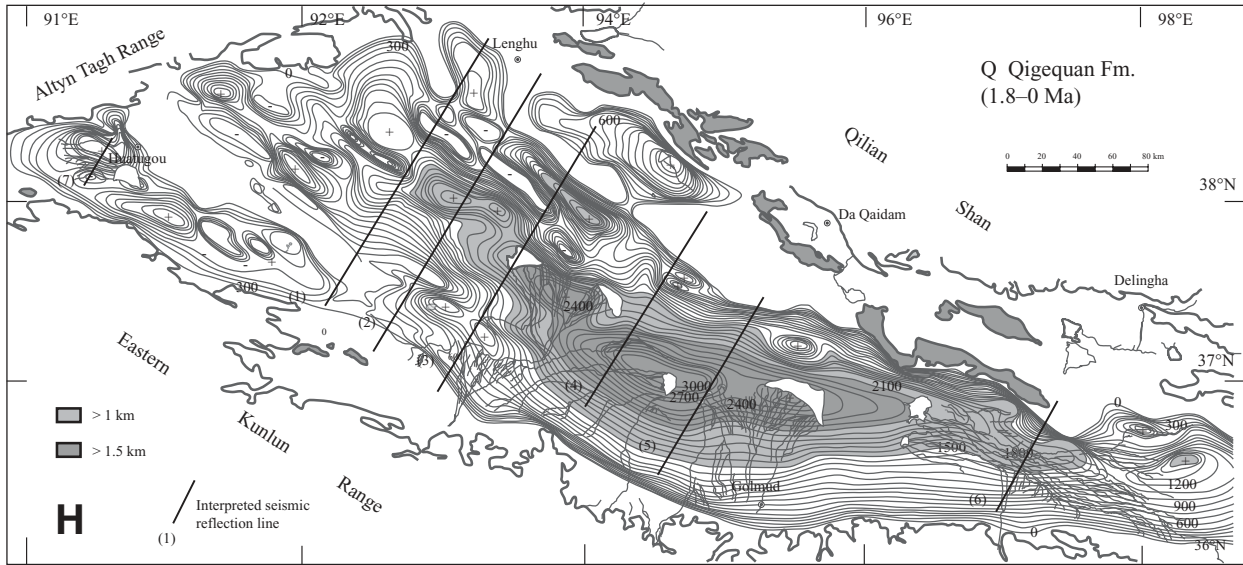 91°E
92°E
94°E
96°E
98°E
Altyn Tagh Range
0
300
Lenghu
Q Qigequan Fm.
(1.8–0 Ma)
600
Qilian
0 20 40 60 80 km
Huatugou
(7)
38°N
Shan
Da Qaidam
Delingha
300
(1)
2400
(2)
0
(3)
37°N
Eastern
(4)
3000
2700
2400
2100
0
300
> 1 km
Kunlun
> 1.5 km
(5)
1500
1800
1200
Range
Golmud
(6)
900
600
Interpreted seismic
reflection line
(1)
H
0
36°N